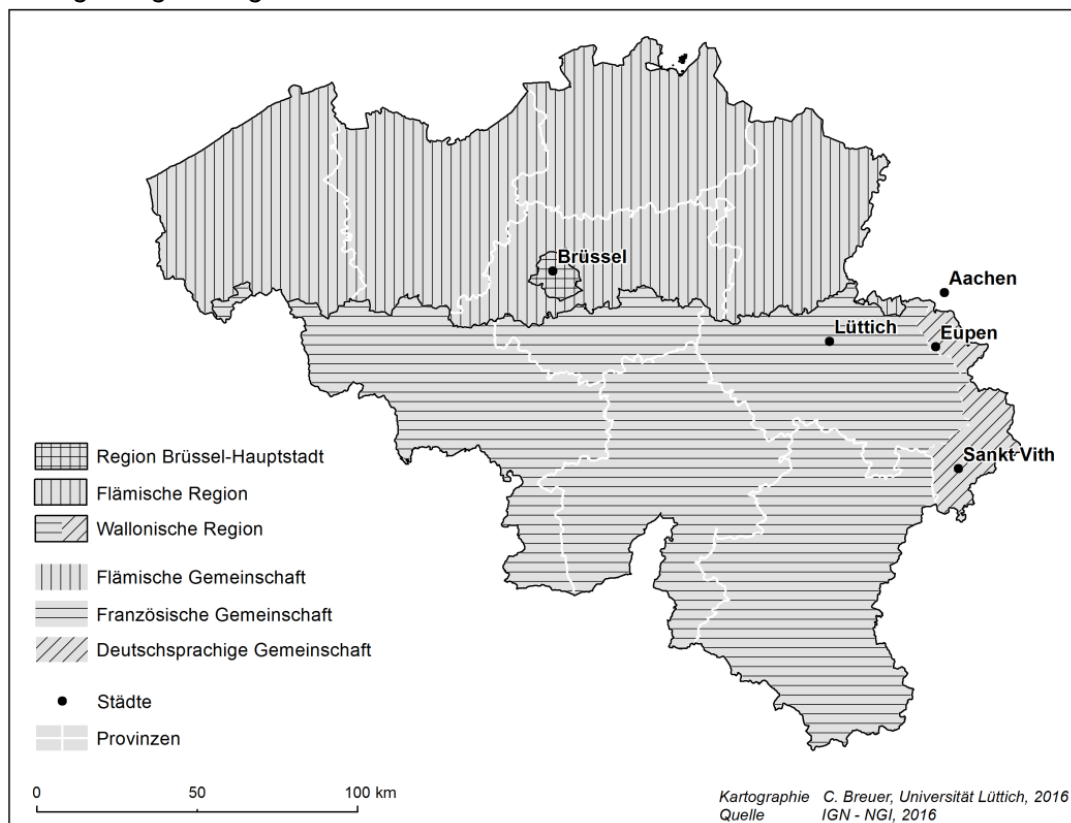 Brüssel
Aachen
Lüttich
Eupen
Sankt Vith
Region Brüssel-Hauptstadt
Flämische Region
Wallonische Region
Flämische Gemeinschaft
Französische Gemeinschaft
Deutschsprachige Gemeinschaft
Städte
Provinzen
0 50 100 km
Kartographie C. Breuer, Universität Lüttich, 2016
Quelle IGN - NGI, 2016